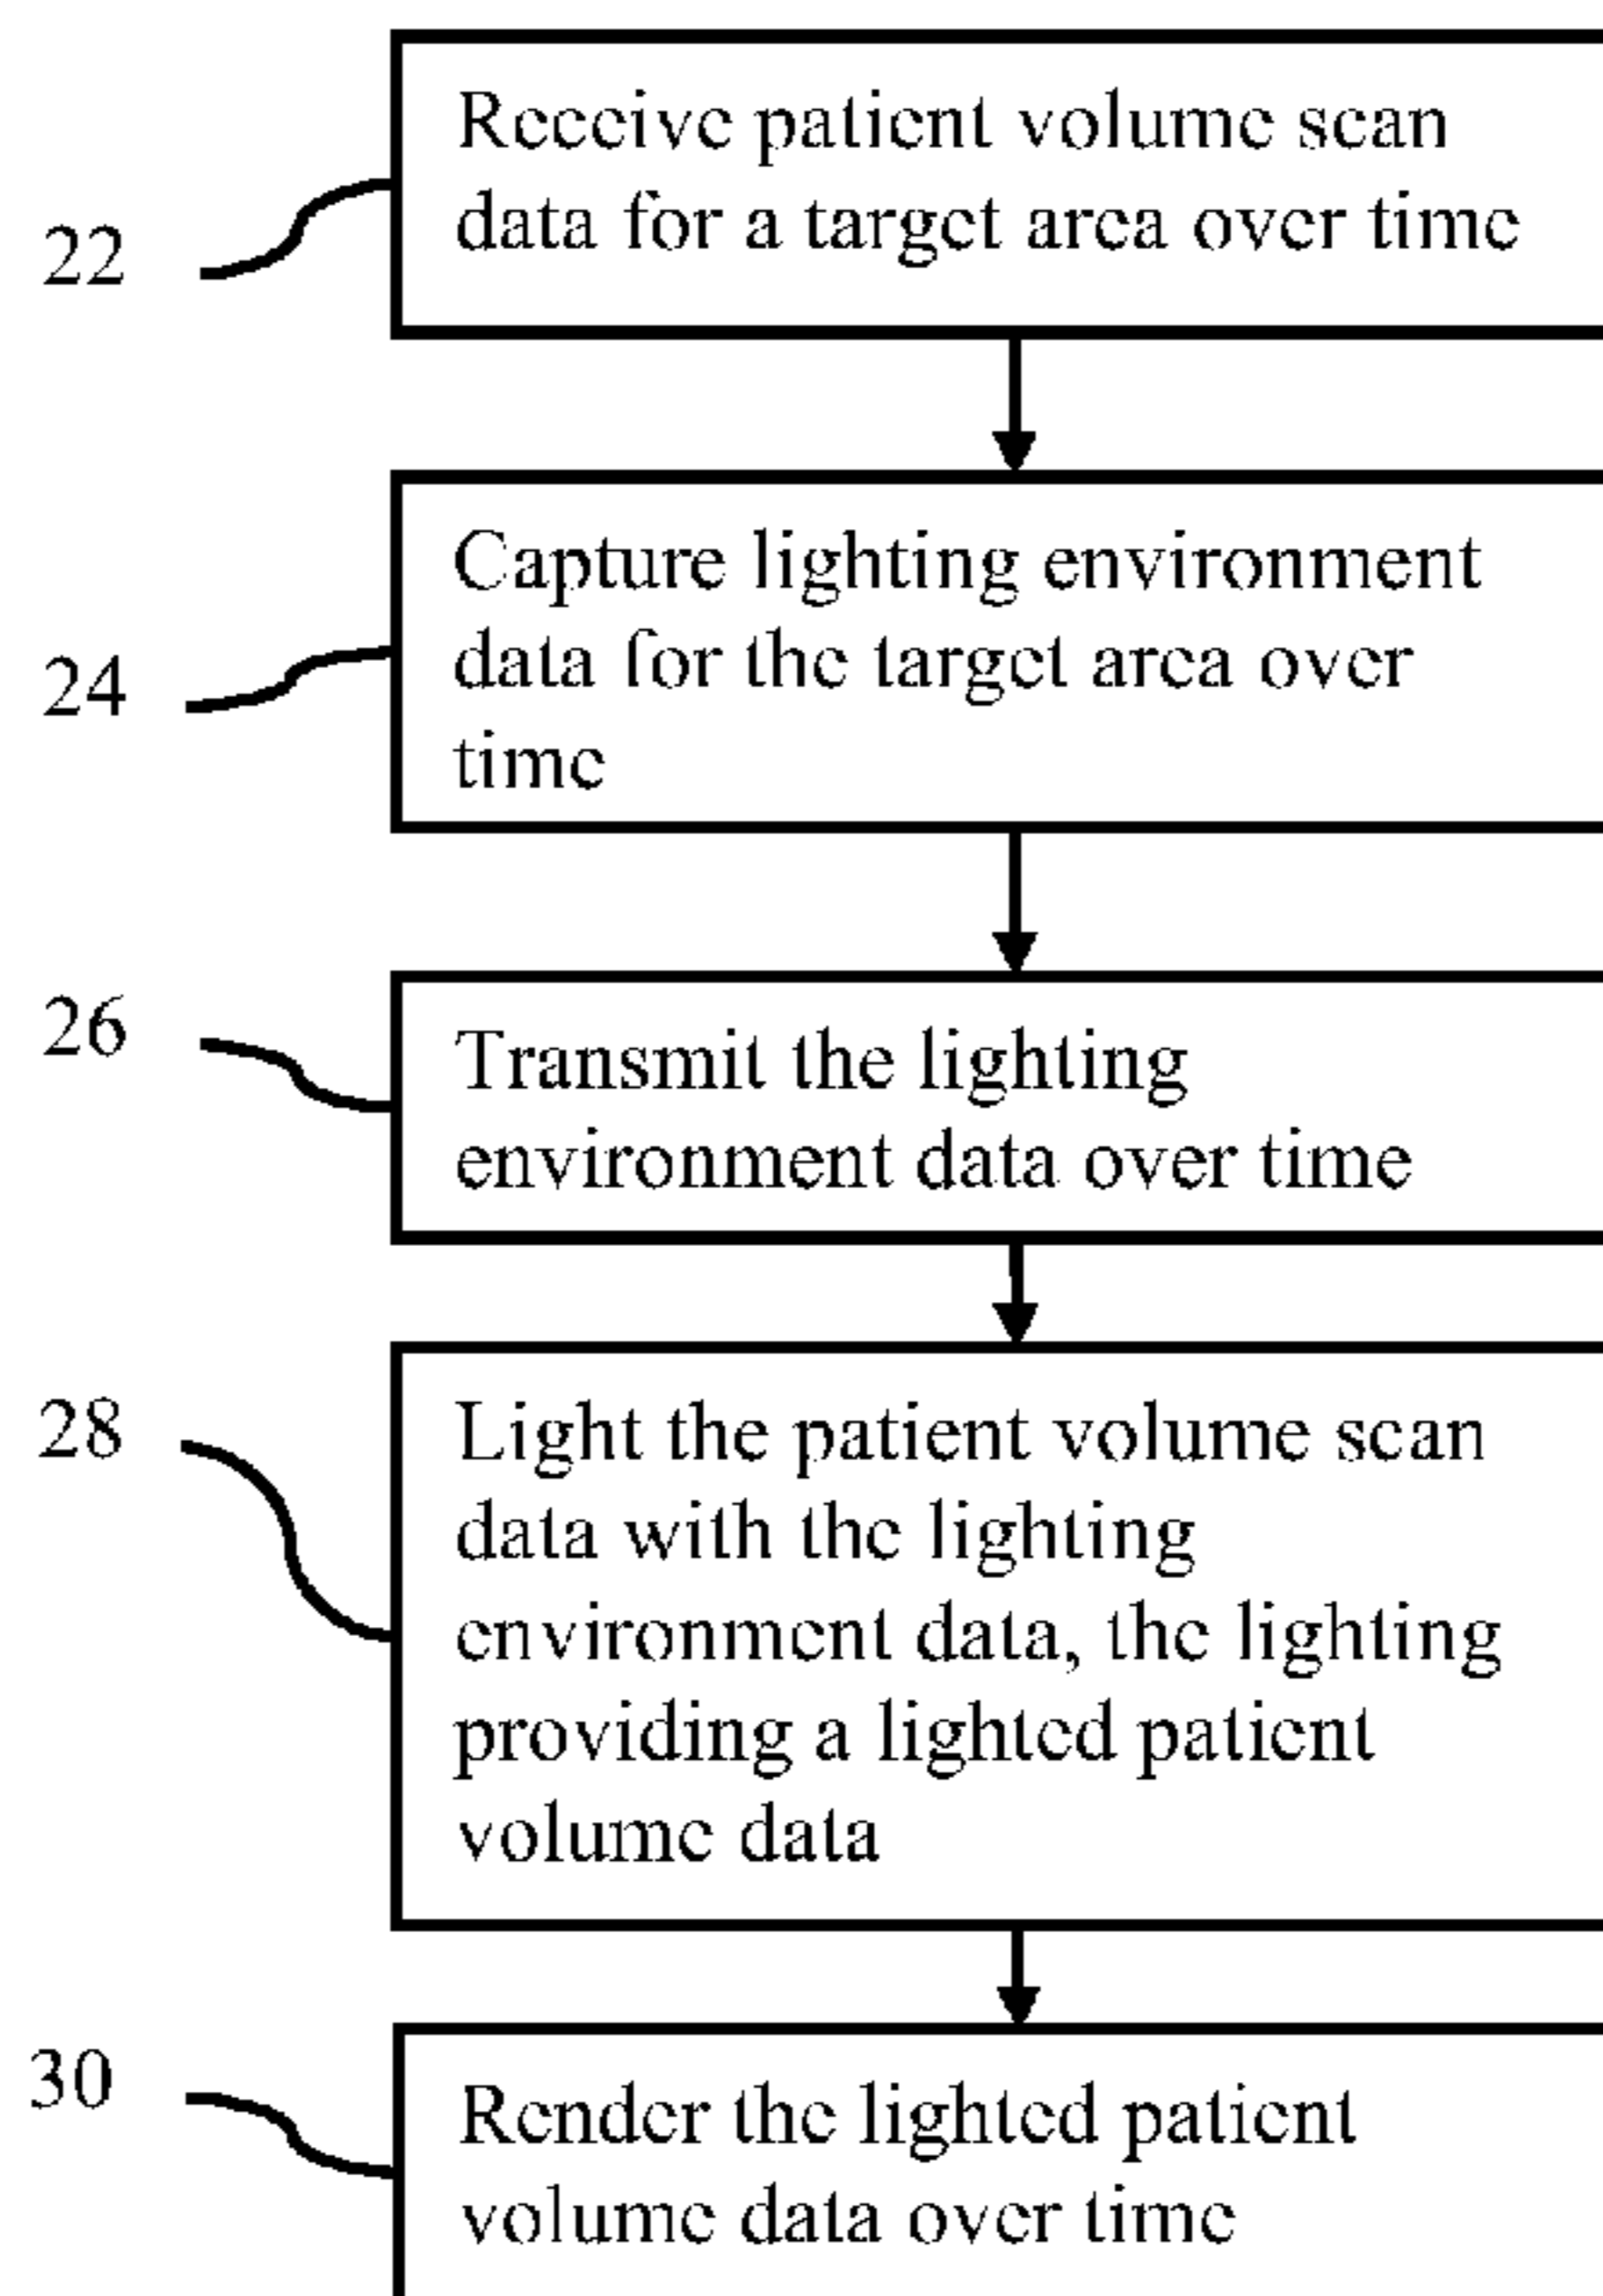 Receive patient volume scan
data for a target area over time
22
Capture lighting environment
data for the target area over
time
24
26
Transmit the lighting
environment data over time
28
Light the patient volume scan
data with the lighting
environment data, the lighting
providing a lighted patient
volume data
30
Render the lighted patient
volume data over time